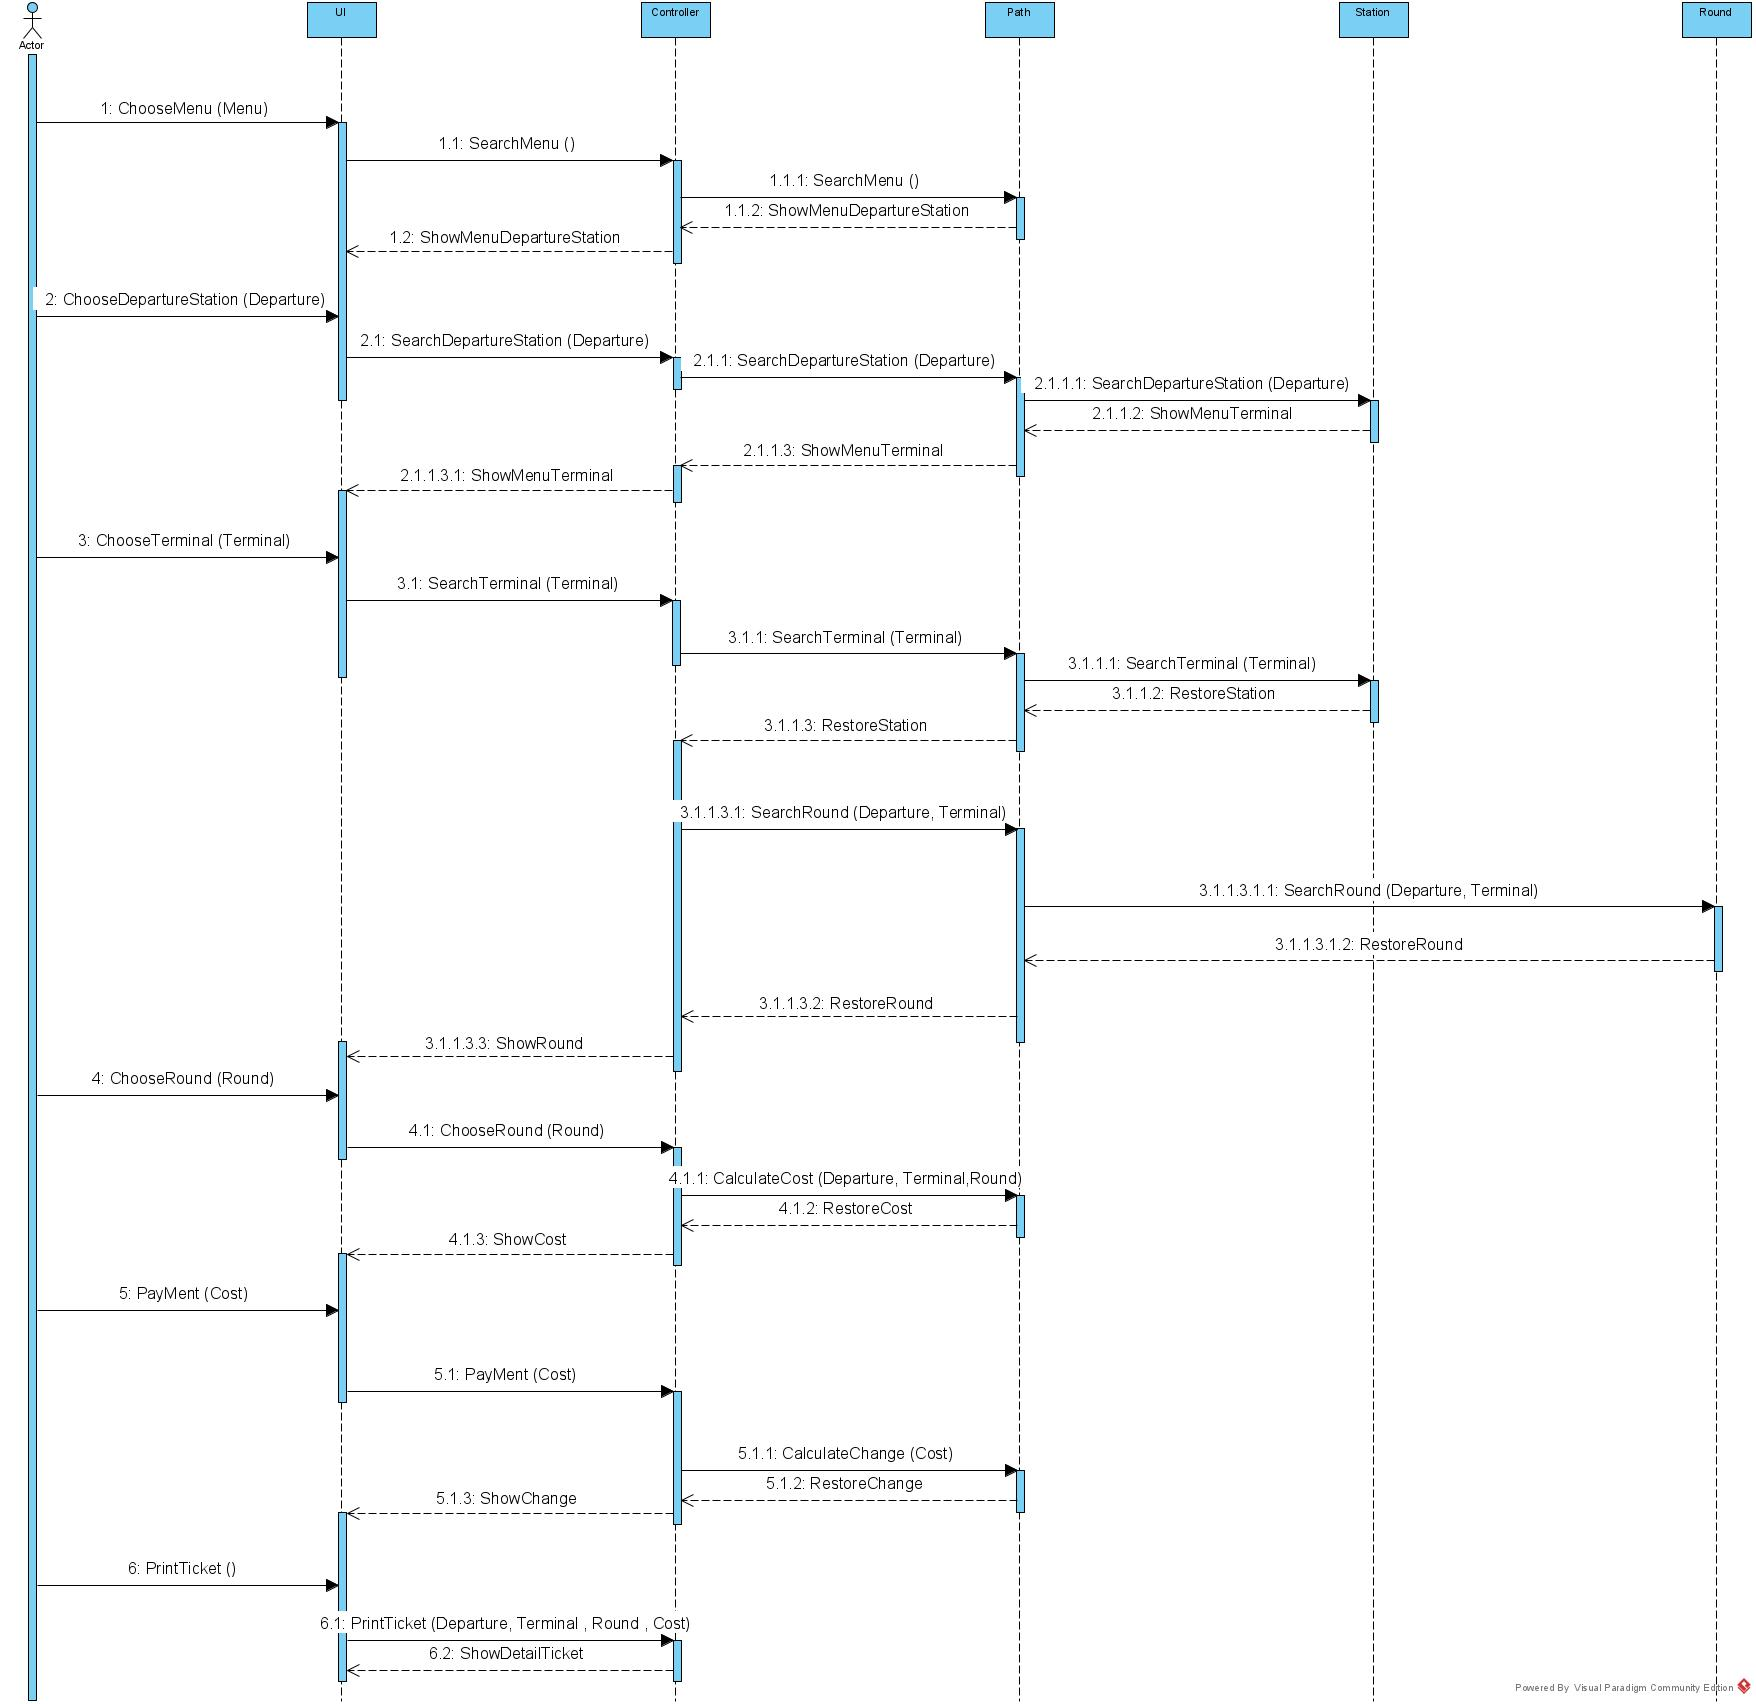 Actor
UI
Controller
Path
Station
Round
1: ChooseMenu (Menu)
1.1: SearchMenu ()
1.1.1: SearchMenu ()
1.1.2: ShowMenuDepartureStation
1.2: ShowMenuDepartureStation
2: ChooseDepartureStation (Departure)
2.1: SearchDepartureStation (Departure)
2.1.1: SearchDepartureStation (Departure)
2.1.1.1: SearchDepartureStation (Departure)
2.1.1.2: ShowMenuTerminal
2.1.1.3: ShowMenuTerminal
2.1.1.3.1: ShowMenuTerminal
3: ChooseTerminal (Terminal)
3.1: SearchTerminal (Terminal)
3.1.1: SearchTerminal (Terminal)
3.1.1.1: SearchTerminal (Terminal)
3.1.1.2: RestoreStation
3.1.1.3: RestoreStation
3.1.1.3.1: SearchRound (Departure, Terminal)
3.1.1.3.1.1: SearchRound (Departure, Terminal)
3.1.1.3.1.2: RestoreRound
3.1.1.3.2: RestoreRound
3.1.1.3.3: ShowRound
4: ChooseRound (Round)
4.1: ChooseRound (Round)
4.1.1: CalculateCost (Departure, Terminal,Round)
4.1.2: RestoreCost
4.1.3: ShowCost
5: PayMent (Cost)
5.1: PayMent (Cost)
5.1.1: CalculateChange (Cost)
5.1.2: RestoreChange
5.1.3: ShowChange
6: PrintTicket ()
6.1: PrintTicket (Departure, Terminal , Round , Cost)
6.2: ShowDetailTicket
Powered By Visual Paradigm Community Edition